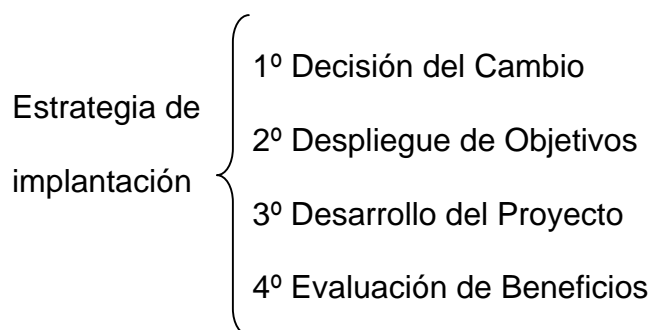 Estrategia de
implantación
1º Decisión del Cambio
2º Despliegue de Objetivos
3º Desarrollo del Proyecto
4º Evaluación de Beneficios